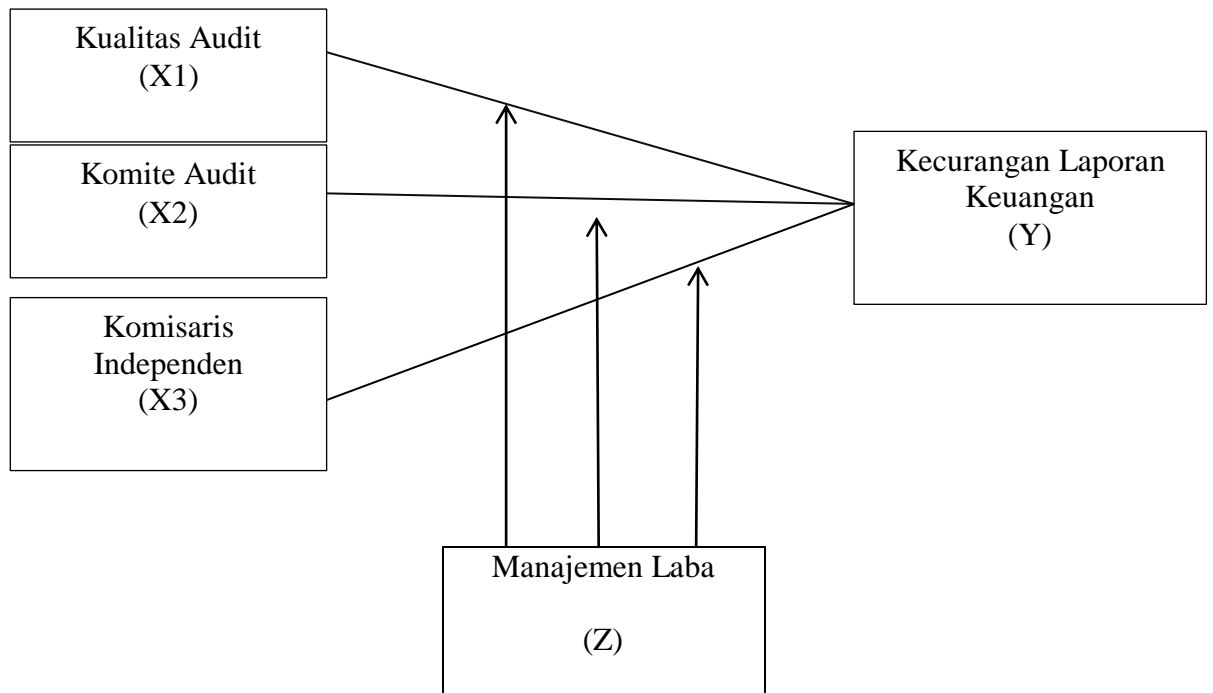 Kualitas Audit
(X1)
Komite Audit
(X2)
Komisaris
Independen
(X3)
Kecurangan Laporan
Keuangan
(Y)
Manajemen Laba
(Z)